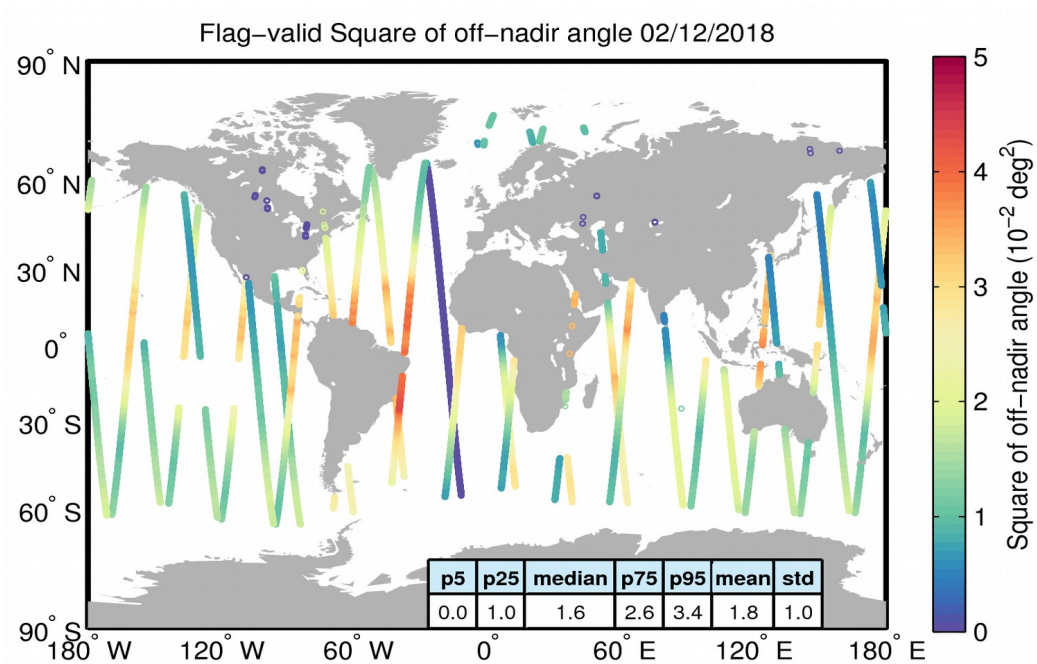 Flag−valid Square of off−nadir angle 02/12/2018
90° N
60° N
30° N
0°
30° S
60° S
90° S
180° W
120° W
60° W
0°
60° E
120° E
180° E
p5 p25 median p75 p95 mean std
0.0 1.0 1.6 2.6 3.4 1.8 1.0
5
4
3
2
1
0
Square of off−nadir angle (10⁻² deg²)